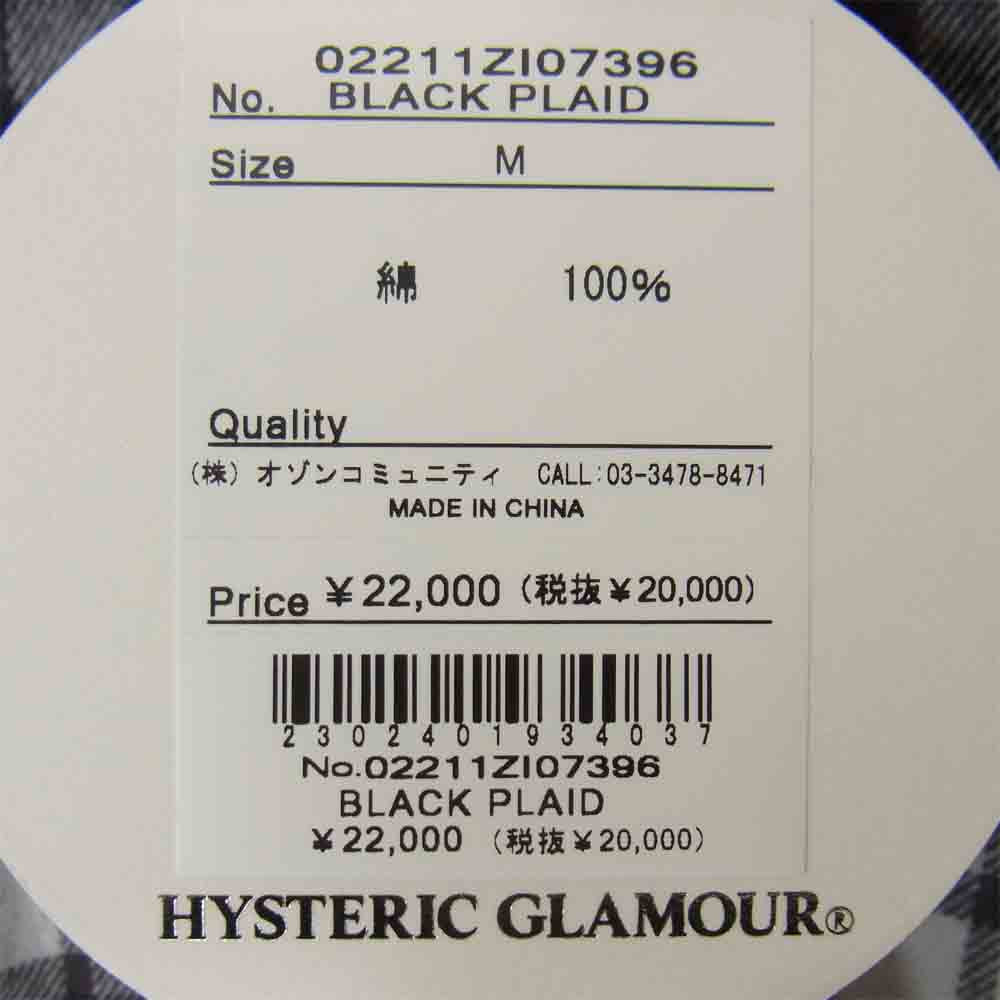 02211ZI07396
No. BLACK PLAID
Size M
綿 100%
Quality
(株)オゾンコミュニティ CALL:03-3478-8471
MADE IN CHINA
Price ¥22,000 (税抜¥20,000)
2302401934037
No.02211ZI07396
BLACK PLAID
¥22,000 (税抜¥20,000)
HYSTERIC GLAMOUR®